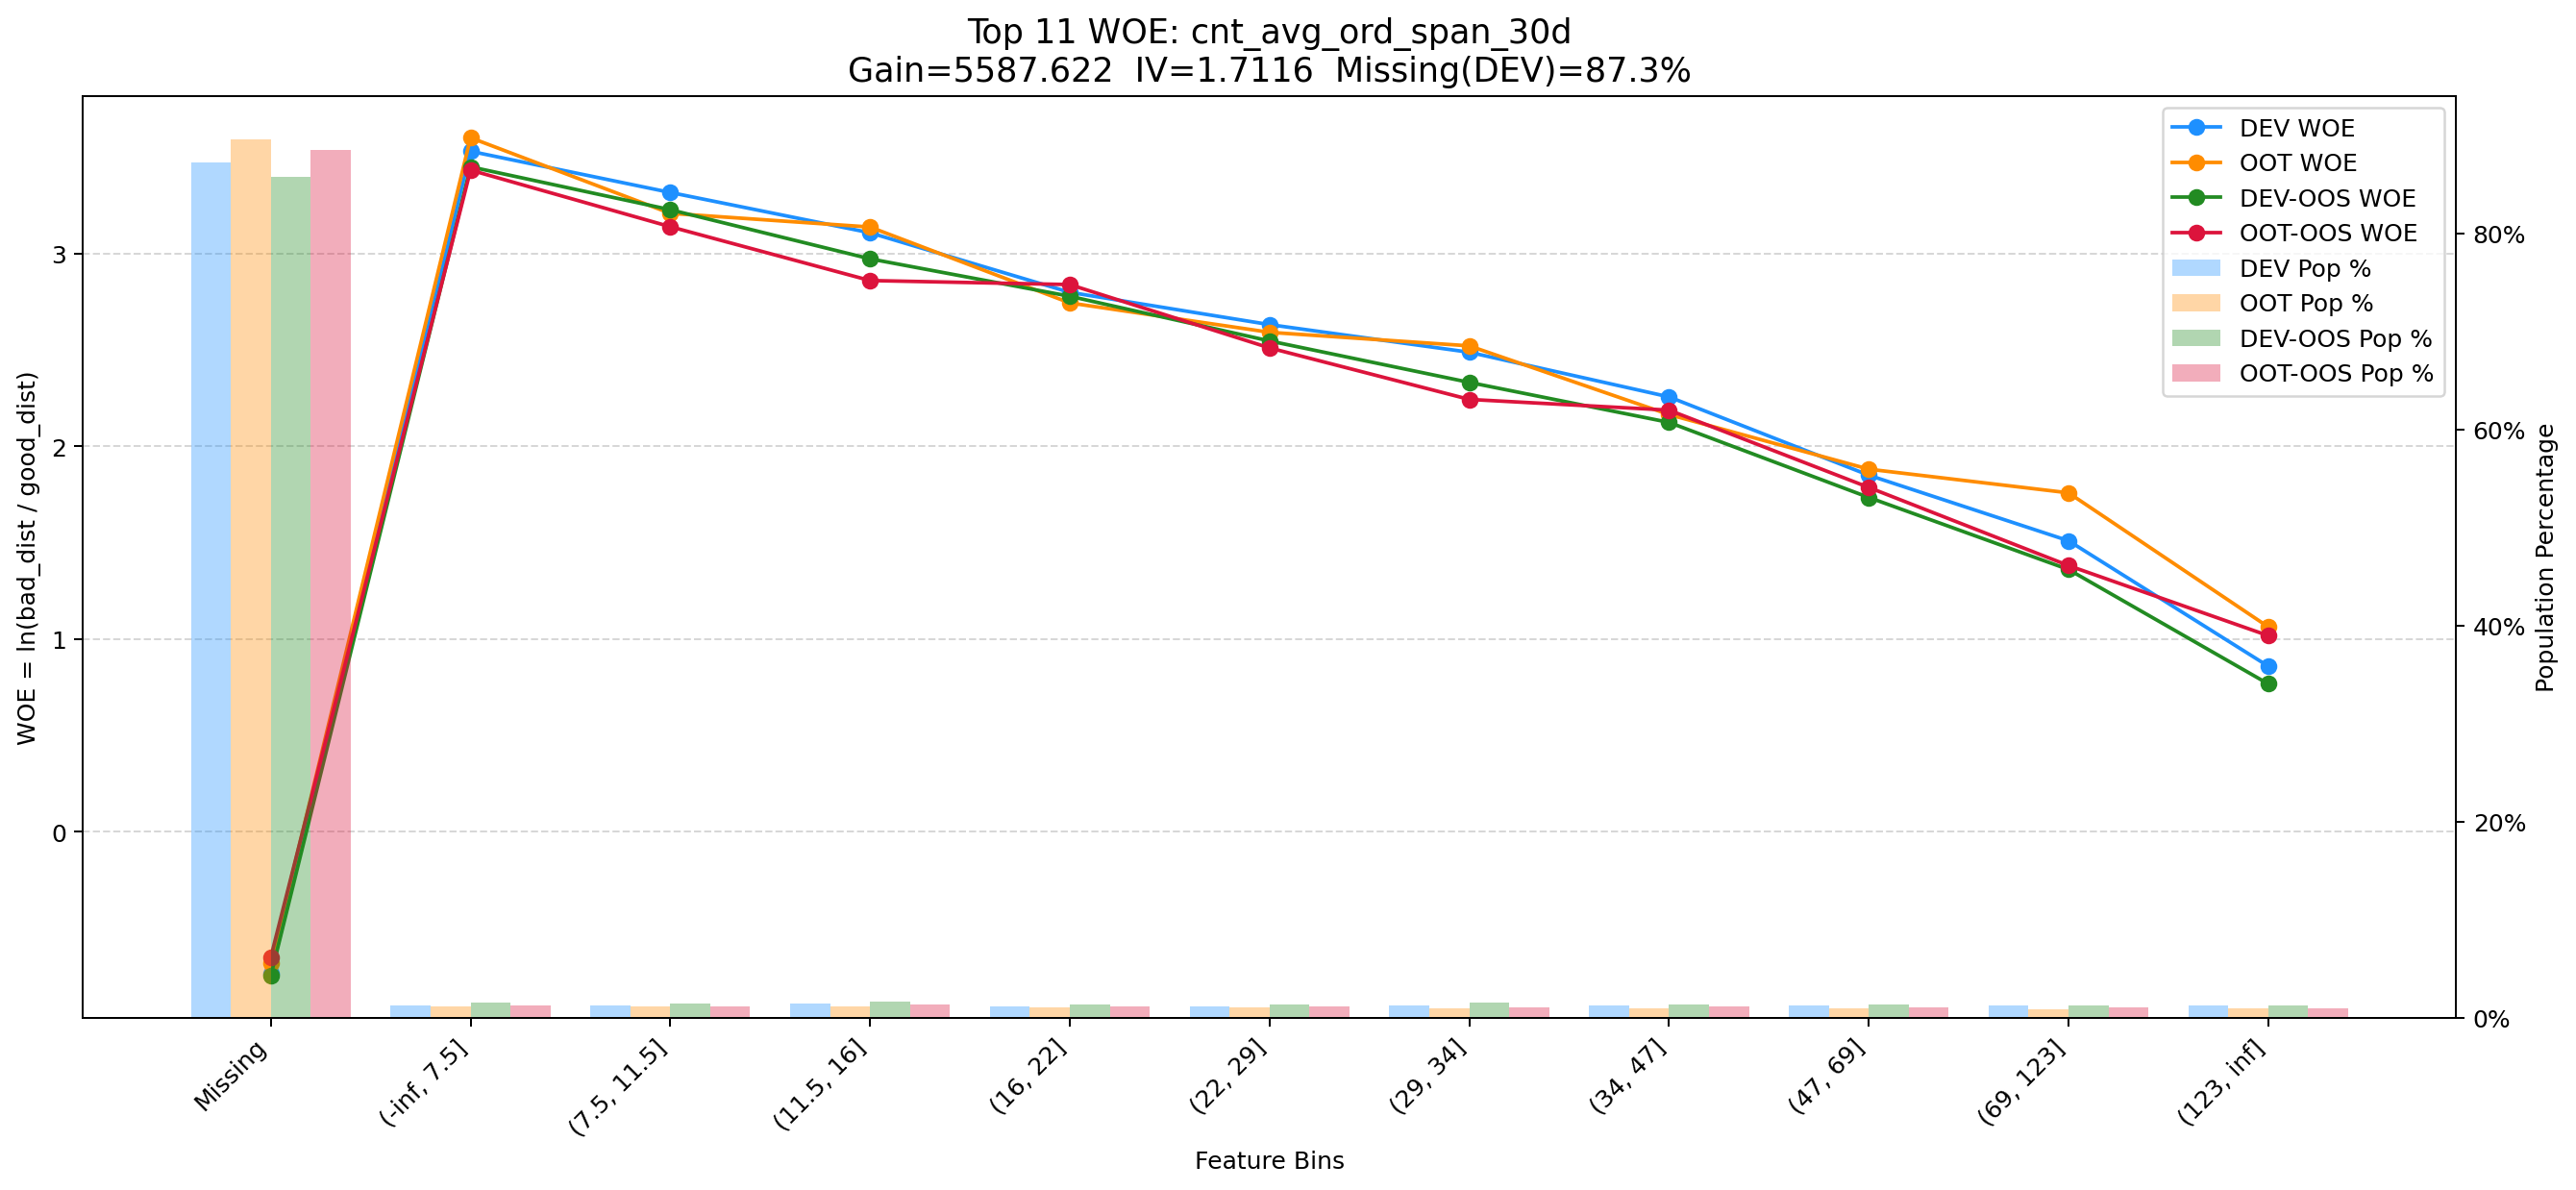 Top 11 WOE: cnt_avg_ord_span_30d
Gain=5587.622  IV=1.7116  Missing(DEV)=87.3%
DEV WOE
OOT WOE
DEV-OOS WOE
OOT-OOS WOE
DEV Pop %
OOT Pop %
DEV-OOS Pop %
OOT-OOS Pop %
WOE = ln(bad_dist / good_dist)
3
2
1
0
80%
60%
40%
20%
0%
Population Percentage
Missing
(-inf, 7.5]
(7.5, 11.5]
(11.5, 16]
(16, 22]
(22, 29]
(29, 34]
(34, 47]
(47, 69]
(69, 123]
(123, inf]
Feature Bins